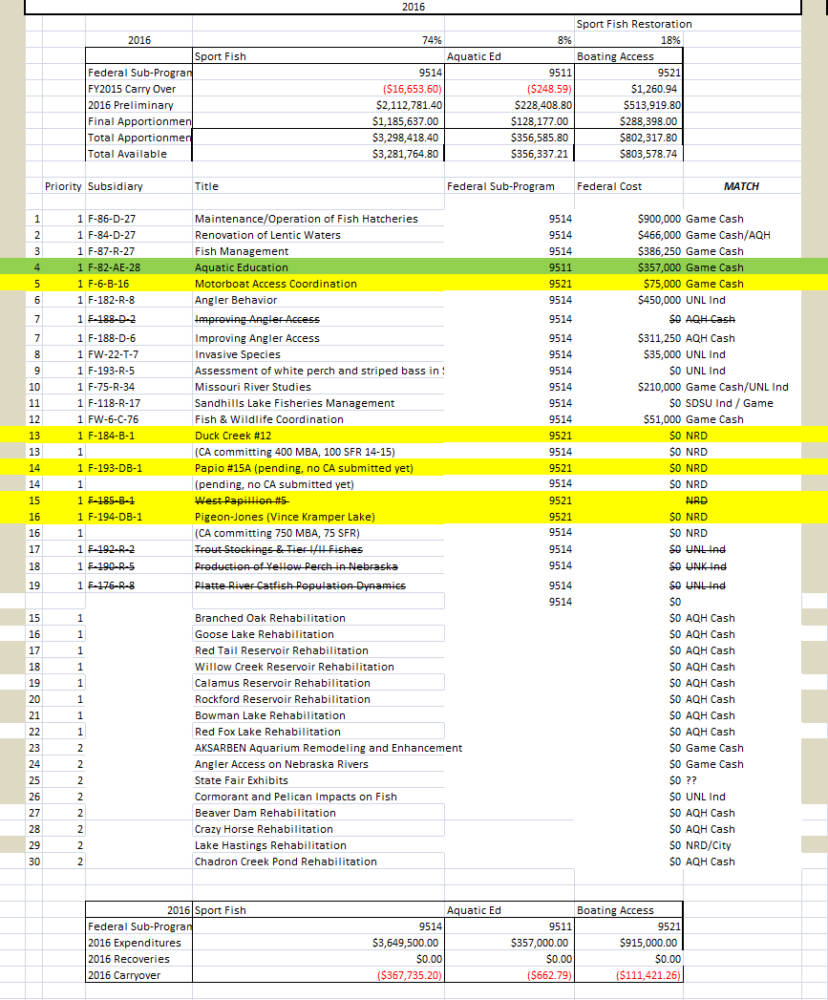 2016
Sport Fish Restoration
2016 74% 8% 18%
Sport Fish Aquatic Ed Boating Access
Federal Sub-Program 9514 9511 9521
FY2015 Carry Over ($16,653.60) ($248.59) $1,260.94
2016 Preliminary $2,112,781.40 $228,408.80 $513,919.80
Final Apportionmen $1,185,637.00 $128,177.00 $288,398.00
Total Apportionmen $3,298,418.40 $356,585.80 $802,317.80
Total Available $3,281,764.80 $356,337.21 $803,578.74
Priority Subsidiary Title Federal Sub-Program Federal Cost MATCH
1 1 F-86-D-27 Maintenance/Operation of Fish Hatcheries 9514 $900,000 Game Cash
2 1 F-84-D-27 Renovation of Lentic Waters 9514 $466,000 Game Cash/AQH
3 1 F-87-R-27 Fish Management 9514 $386,250 Game Cash
4 1 F-82-AE-28 Aquatic Education 9511 $357,000 Game Cash
5 1 F-6-B-16 Motorboat Access Coordination 9521 $75,000 Game Cash
6 1 F-182-R-8 Angler Behavior 9514 $450,000 UNL Ind
7 1 F-188-D-2 Improving Angler Access 9514 $0 AQH Cash
7 1 F-188-D-6 Improving Angler Access 9514 $311,250 AQH Cash
8 1 FW-22-T-7 Invasive Species 9514 $35,000 UNL Ind
9 1 F-193-R-5 Assessment of white perch and striped bass in 9514 $0 UNL Ind
10 1 F-75-R-34 Missouri River Studies 9514 $210,000 Game Cash/UNL Ind
11 1 F-118-R-17 Sandhills Lake Fisheries Management 9514 $0 SDSU Ind / Game
12 1 FW-6-C-76 Fish & Wildlife Coordination 9514 $51,000 Game Cash
13 1 F-184-B-1 Duck Creek #12 9521 $0 NRD
13 1 (CA committing 400 MBA, 100 SFR 14-15) 9514 $0 NRD
14 1 F-193-DB-1 Papio #15A (pending, no CA submitted yet) 9521 $0 NRD
14 1 (pending, no CA submitted yet) 9514 $0 NRD
15 1 F-185-B-1 West Papillion #5 9521 NRD
16 1 F-194-DB-1 Pigeon-Jones (Vince Kramper Lake) 9521 $0 NRD
16 1 (CA committing 750 MBA, 75 SFR) 9514 $0 NRD
17 1 F-192-R-2 Trout Stockings & Tier I/II Fishes 9514 $0 UNL Ind
18 1 F-190-R-5 Production of Yellow Perch in Nebraska 9514 $0 UNK Ind
19 1 F-176-R-8 Platte River Catfish Population Dynamics 9514 $0 UNL Ind
9514 $0
15 1 Branched Oak Rehabilitation $0 AQH Cash
16 1 Goose Lake Rehabilitation $0 AQH Cash
17 1 Red Tail Reservoir Rehabilitation $0 AQH Cash
18 1 Willow Creek Reservoir Rehabilitation $0 AQH Cash
19 1 Calamus Reservoir Rehabilitation $0 AQH Cash
20 1 Rockford Reservoir Rehabilitation $0 AQH Cash
21 1 Bowman Lake Rehabilitation $0 AQH Cash
22 1 Red Fox Lake Rehabilitation $0 AQH Cash
23 2 AKSARBEN Aquarium Remodeling and Enhancement $0 Game Cash
24 2 Angler Access on Nebraska Rivers $0 Game Cash
25 2 State Fair Exhibits $0 ??
26 2 Cormorant and Pelican Impacts on Fish $0 UNL Ind
27 2 Beaver Dam Rehabilitation $0 AQH Cash
28 2 Crazy Horse Rehabilitation $0 AQH Cash
29 2 Lake Hastings Rehabilitation $0 NRD/City
30 2 Chadron Creek Pond Rehabilitation $0 AQH Cash
2016 Sport Fish Aquatic Ed Boating Access
Federal Sub-Program 9514 9511 9521
2016 Expenditures $3,649,500.00 $357,000.00 $915,000.00
2016 Recoveries $0.00 $0.00 $0.00
2016 Carryover ($367,735.20) ($662.79) ($111,421.26)